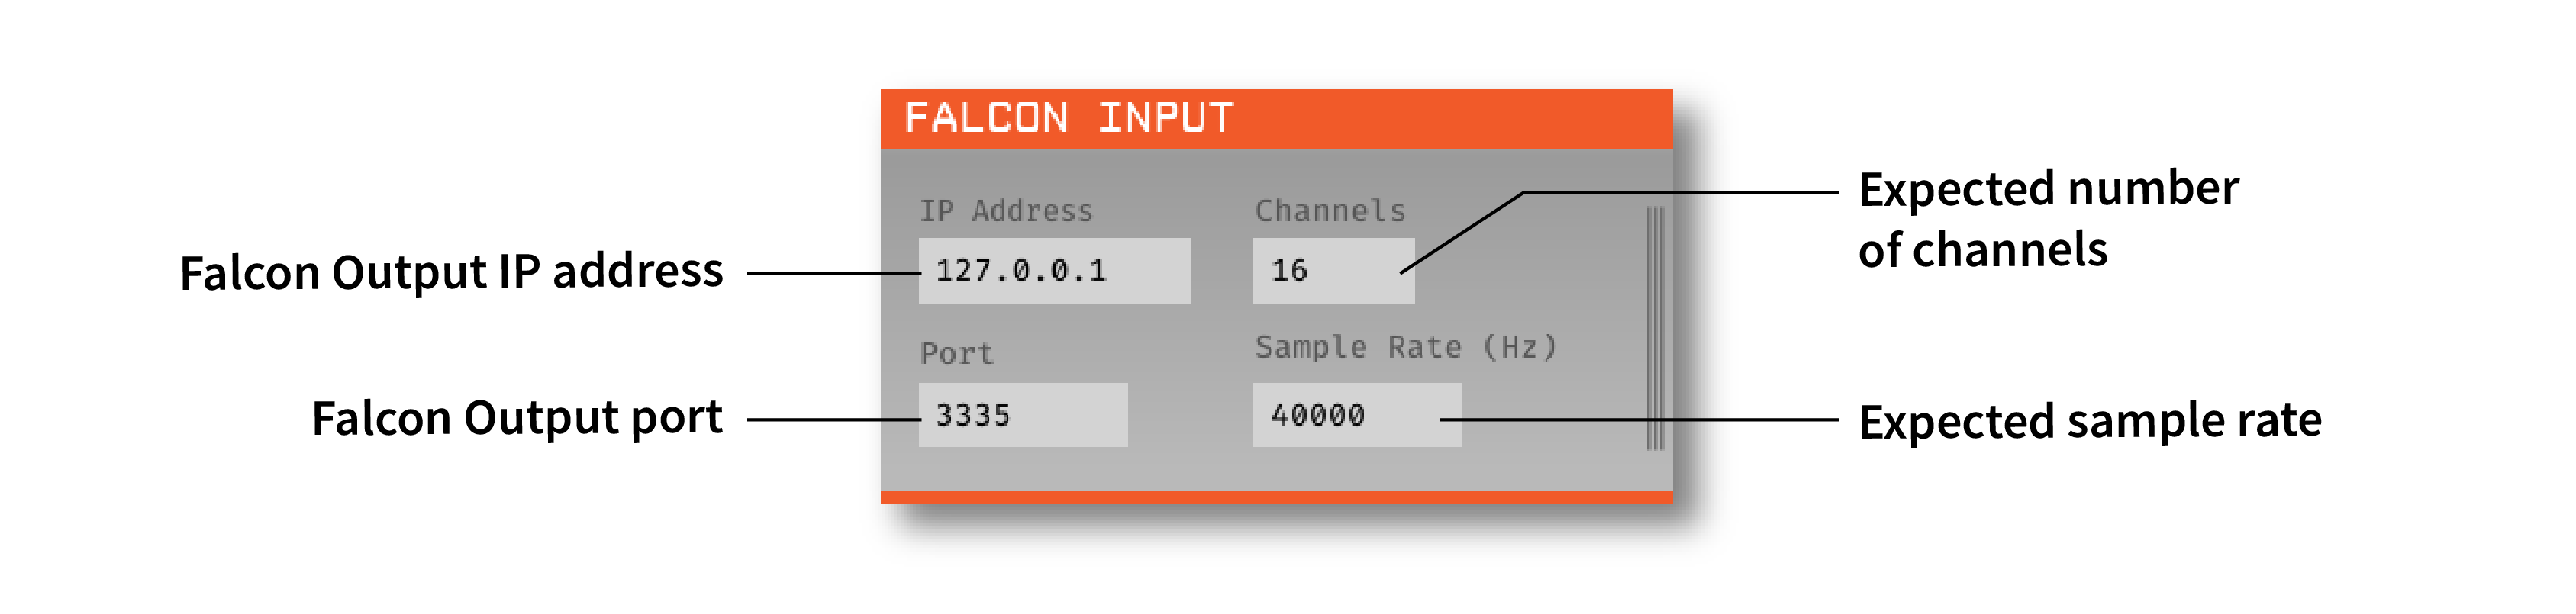 FALCON INPUT
IP Address
Channels
Expected number
of channels
Falcon Output IP address
127.0.0.1
16
Port
Sample Rate (Hz)
Falcon Output port
3335
40000
Expected sample rate